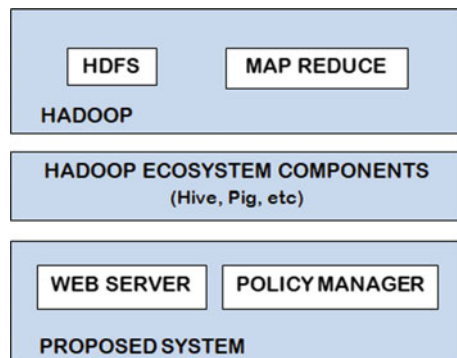 HDFS MAP REDUCE
HADOOP
HADOOP ECOSYSTEM COMPONENTS
(Hive, Pig, etc)
WEB SERVER POLICY MANAGER
PROPOSED SYSTEM